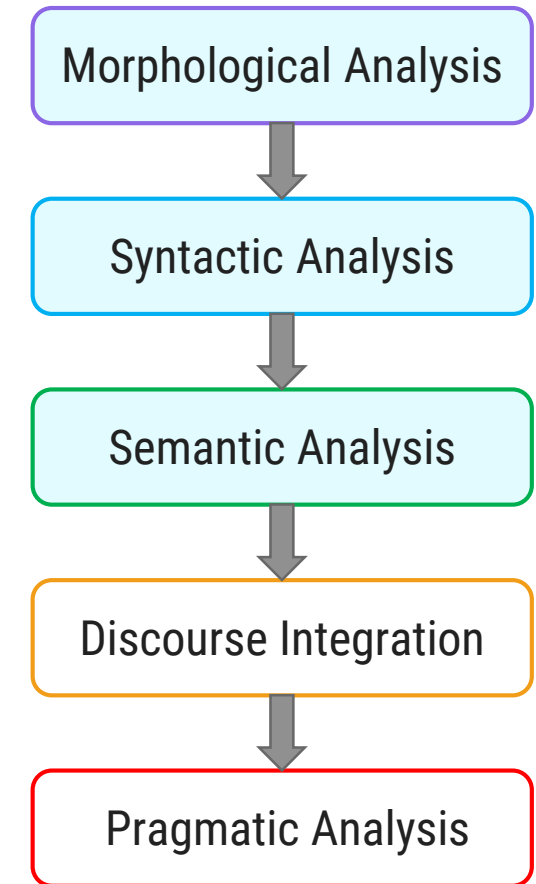 Morphological Analysis
Syntactic Analysis
Semantic Analysis
Discourse Integration
Pragmatic Analysis